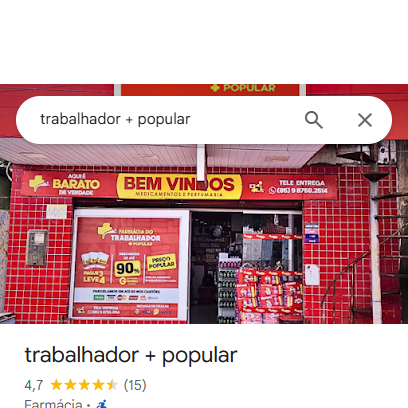 POPULAR
trabalhador + popular
AQUI É
BARATO
DE VERDADE
BEM VINDOS
MEDICAMENTOS E PERFUMARIA
TELE ENTREGA
FARMÁCIA DO
TRABALHADOR
+ POPULAR
PAGUE 3
LEVE 4
90%
PREÇO
POPULAR
trabalhador + popular
4,7 (15)
Farmácia ·